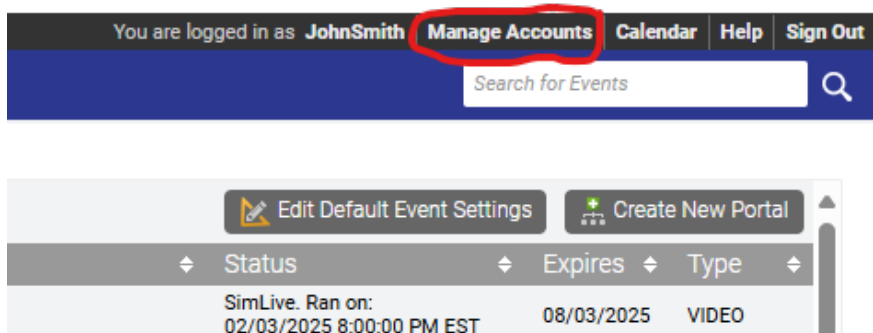 You are logged in as JohnSmith Manage Accounts Calendar Help Sign Out
Search for Events
Edit Default Event Settings Create New Portal
Status Expires Type
SimLive. Ran on:
02/03/2025 8:00:00 PM EST 08/03/2025 VIDEO